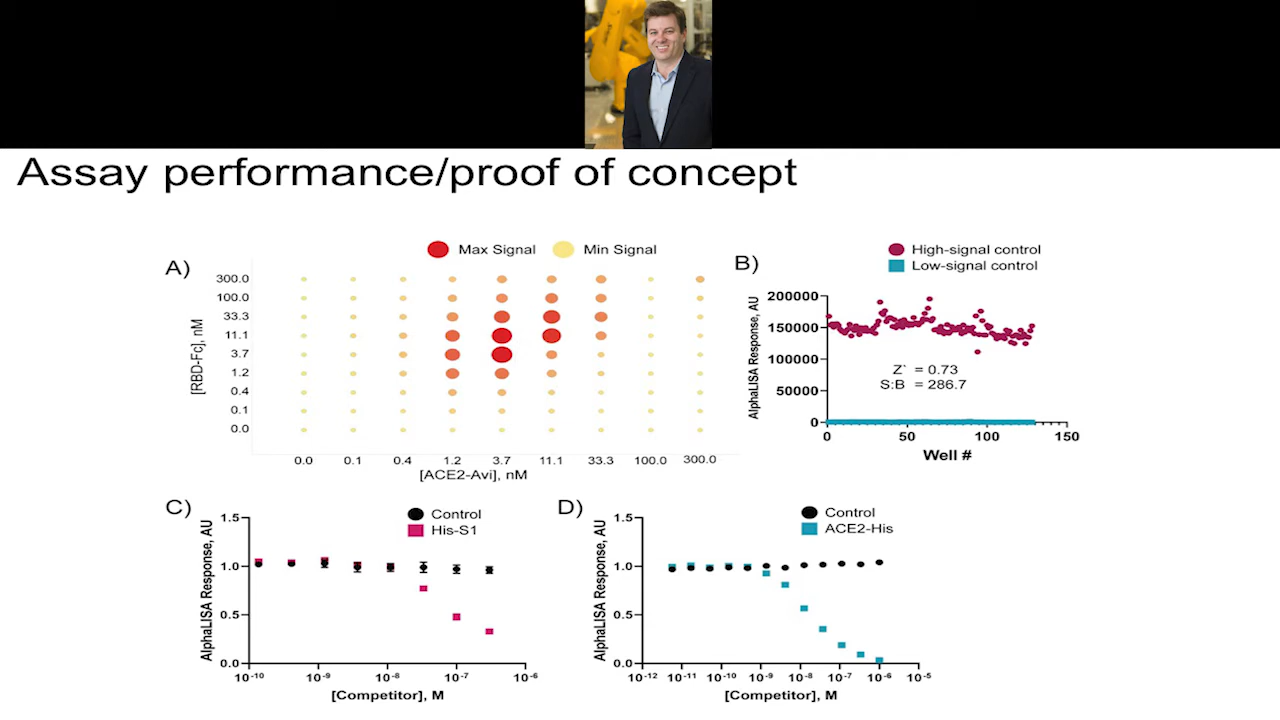 Assay performance/proof of concept
A)
Max Signal
Min Signal
[RBD-Fc], nM
300.0
100.0
33.3
11.1
3.7
1.2
0.4
0.1
0.0
0.0 0.1 0.4 1.2 3.7 11.1 33.3 100.0 300.0
[ACE2-Avi], nM
B)
High-signal control
Low-signal control
AlphaLISA Response, AU
200000
150000
100000
50000
0
Z` = 0.73
S:B = 286.7
0 50 100 150
Well #
C)
Control
His-S1
AlphaLISA Response, AU
1.5
1.0
0.5
0.0
10-10 10-9 10-8 10-7 10-6
[Competitor], M
D)
Control
ACE2-His
AlphaLISA Response, AU
1.5
1.0
0.5
0.0
10-12 10-11 10-10 10-9 10-8 10-7 10-6 10-5
[Competitor], M